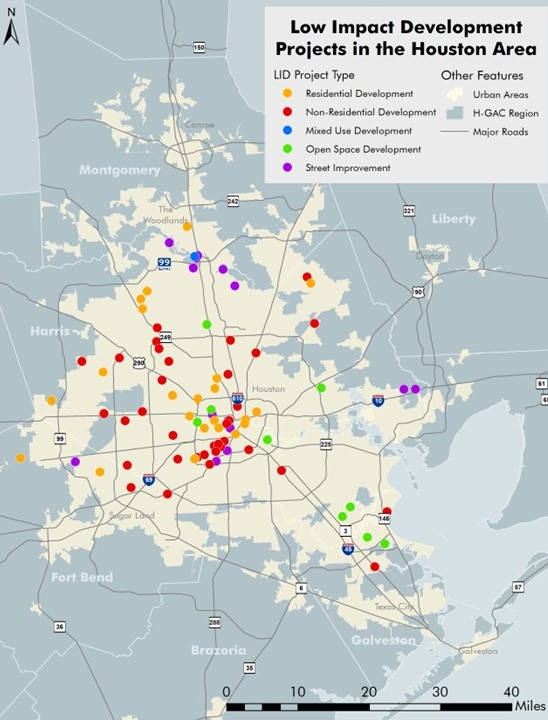 N
Low Impact Development
Projects in the Houston Area
LID Project Type
Residential Development
Non-Residential Development
Mixed Use Development
Open Space Development
Street Improvement
Other Features
Urban Areas
H-GAC Region
Major Roads
150
Conroe
Montgomery
242
The
Woodlands
321
Liberty
Dayton
99
90
Harris
249
290
Houston
610
10
61
99
225
69
Sugar Land
146
3
45
Fort Bend
6
Texas City
87
36
288
Galveston
Galveston
Brazoria
35
0 10 20 30 40
Miles